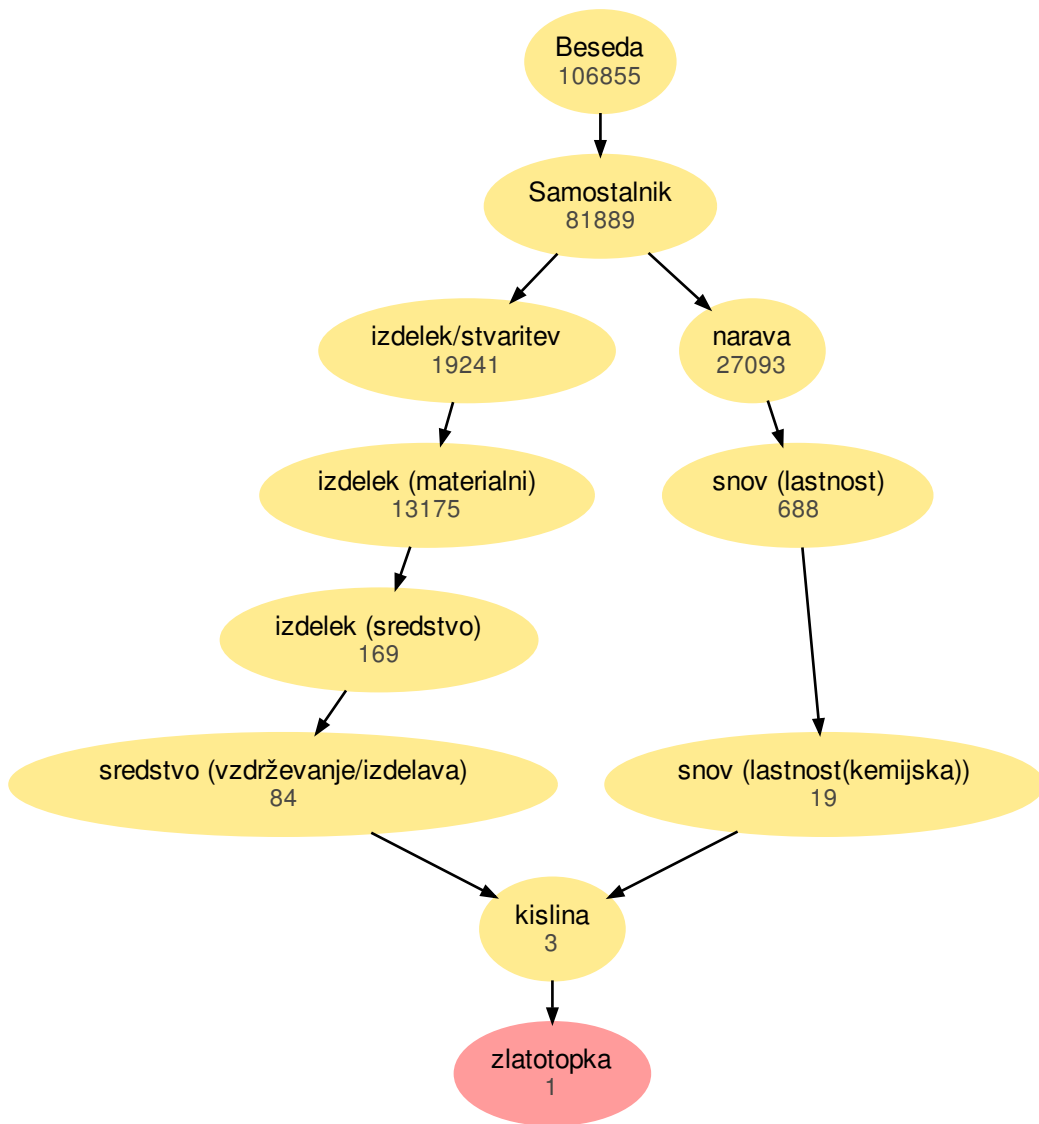 Beseda
106855
Samostalnik
81889
izdelek/stvaritev
19241
narava
27093
izdelek (materialni)
13175
snov (lastnost)
688
izdelek (sredstvo)
169
sredstvo (vzdrževanje/izdelava)
84
snov (lastnost(kemijska))
19
kislina
3
zlatotopka
1